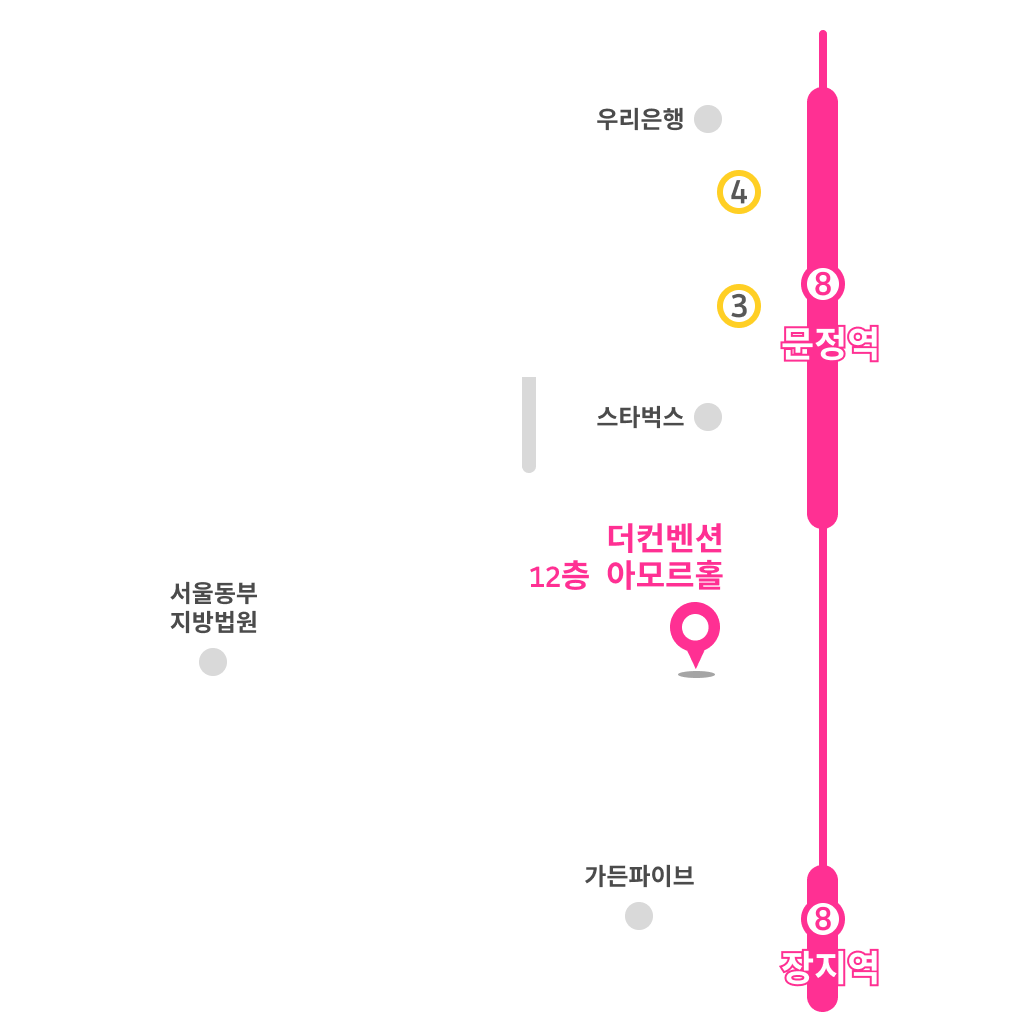 우리은행
4
8
3
문정역
스타벅스
더컨벤션
12층 아모르홀
서울동부
지방법원
가든파이브
8
장지역